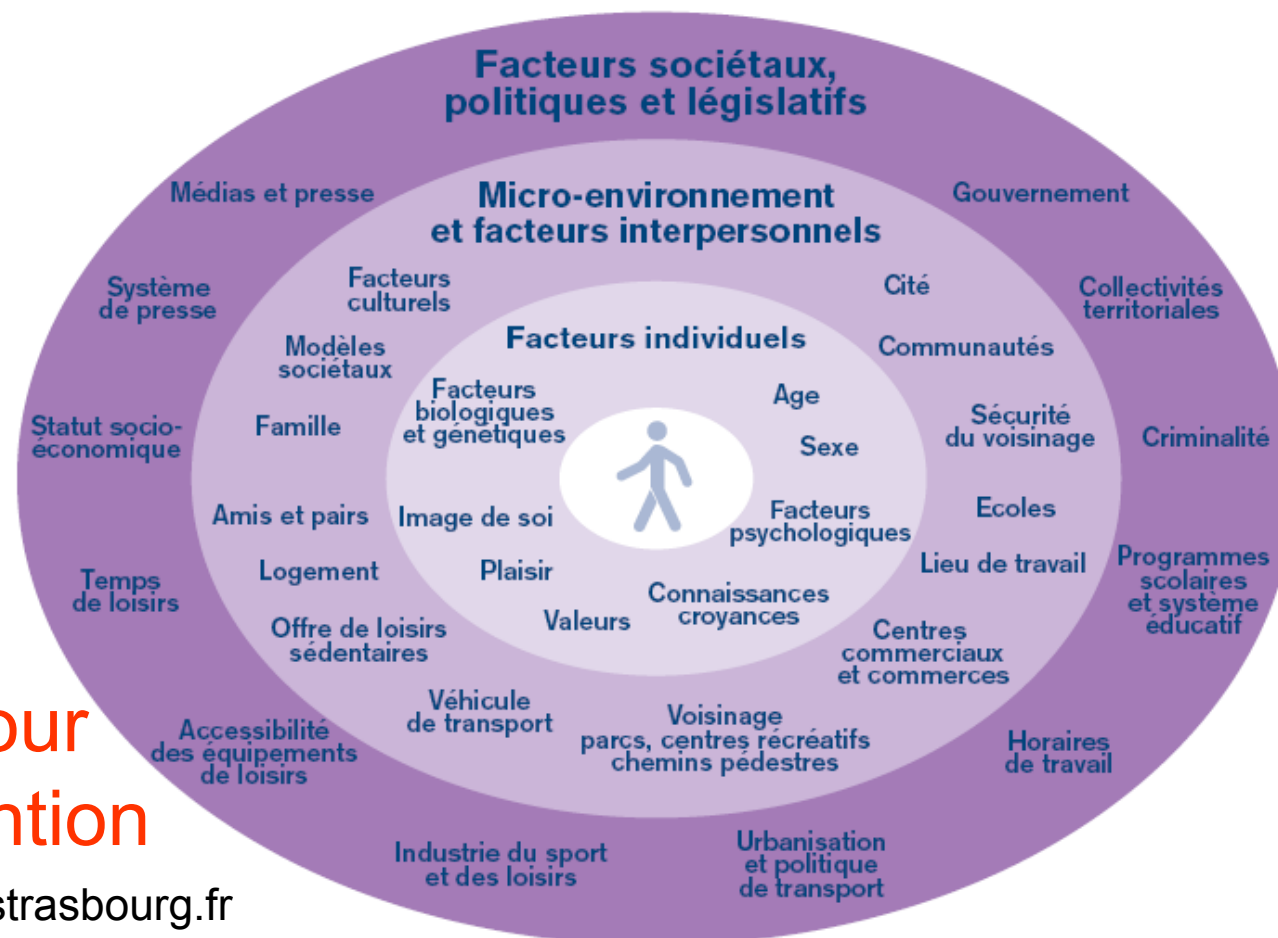 Facteurs sociétaux,
politiques et législatifs
Médias et presse
Système
de presse
Statut socio-
économique
Temps
de loisirs
Accessibilité
des équipements
de loisirs
Industrie du sport
et des loisirs
Urbanisation
et politique
de transport
Horaires
de travail
Programmes
scolaires
et système
éducatif
Criminalité
Collectivités
territoriales
Gouvernement
Micro-environnement
et facteurs interpersonnels
Facteurs
culturels
Modèles
sociétaux
Famille
Amis et pairs
Logement
Offre de loisirs
sédentaires
Véhicule
de transport
Voisinage
parcs, centres récréatifs
chemins pédestres
Centres
commerciaux
et commerces
Lieu de travail
Ecoles
Sécurité
du voisinage
Communautés
Cité
Facteurs individuels
Facteurs
biologiques
et génétiques
Image de soi
Plaisir
Valeurs
Connaissances
croyances
Facteurs
psychologiques
Sexe
Age
our
ntion
strasbourg.fr